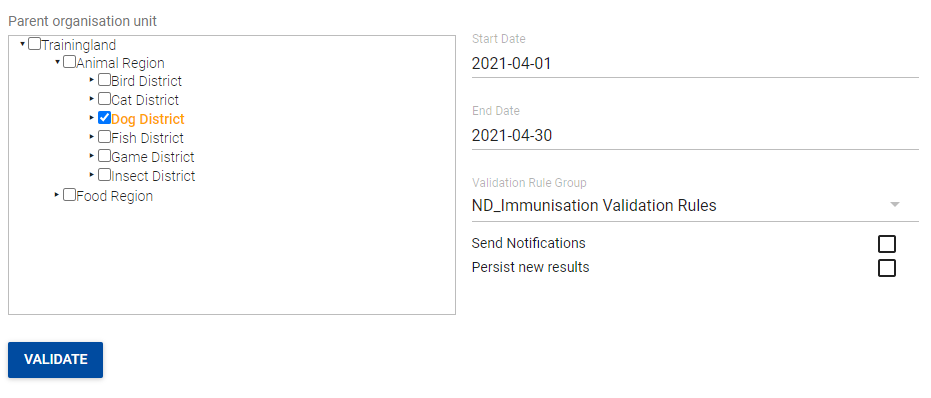 Parent organisation unit
Trainingland
Animal Region
Bird District
Cat District
Dog District
Fish District
Game District
Insect District
Food Region
Start Date
2021-04-01
End Date
2021-04-30
Validation Rule Group
ND_Immunisation Validation Rules
Send Notifications
Persist new results
VALIDATE